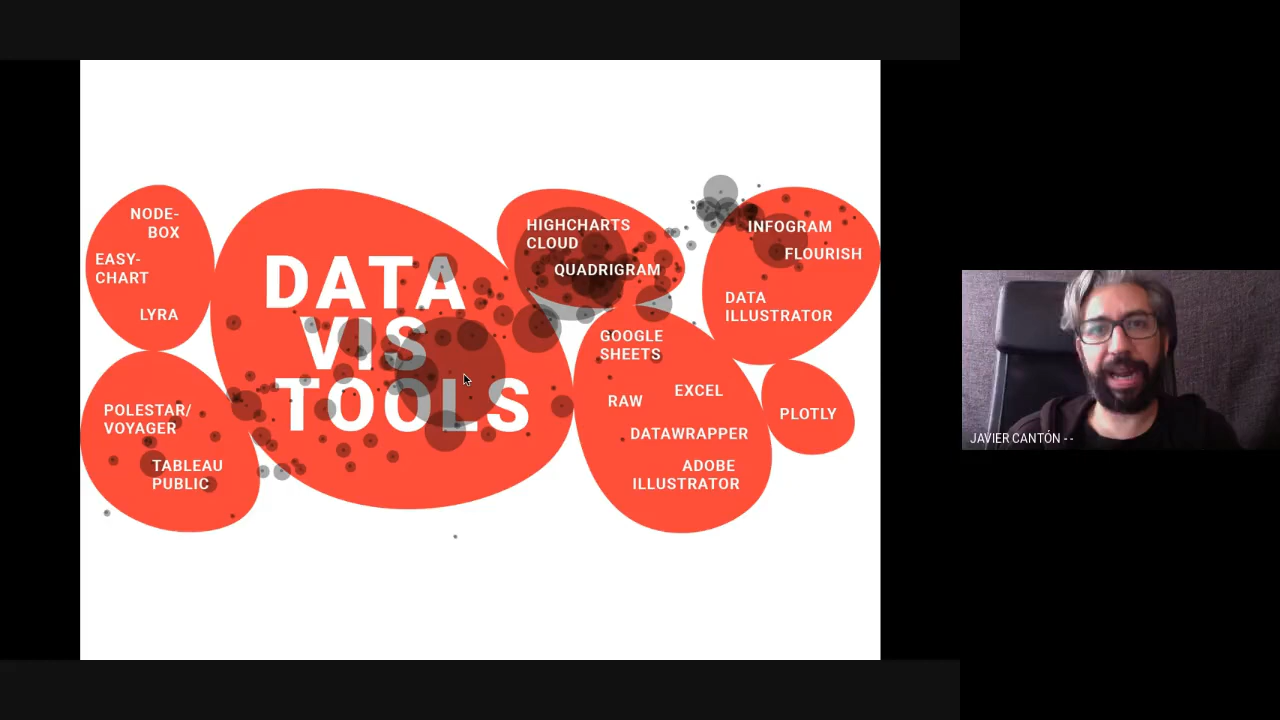 NODE-
BOX
EASY-
CHART
LYRA
POLESTAR/
VOYAGER
TABLEAU
PUBLIC
DATA
VIS
TOOLS
HIGHCHARTS
CLOUD
QUADRIGRAM
GOOGLE
SHEETS
RAW
EXCEL
DATAWRAPPER
ADOBE
ILLUSTRATOR
INFOGRAM
FLOURISH
DATA
ILLUSTRATOR
PLOTLY
JAVIER CANTÓN - -